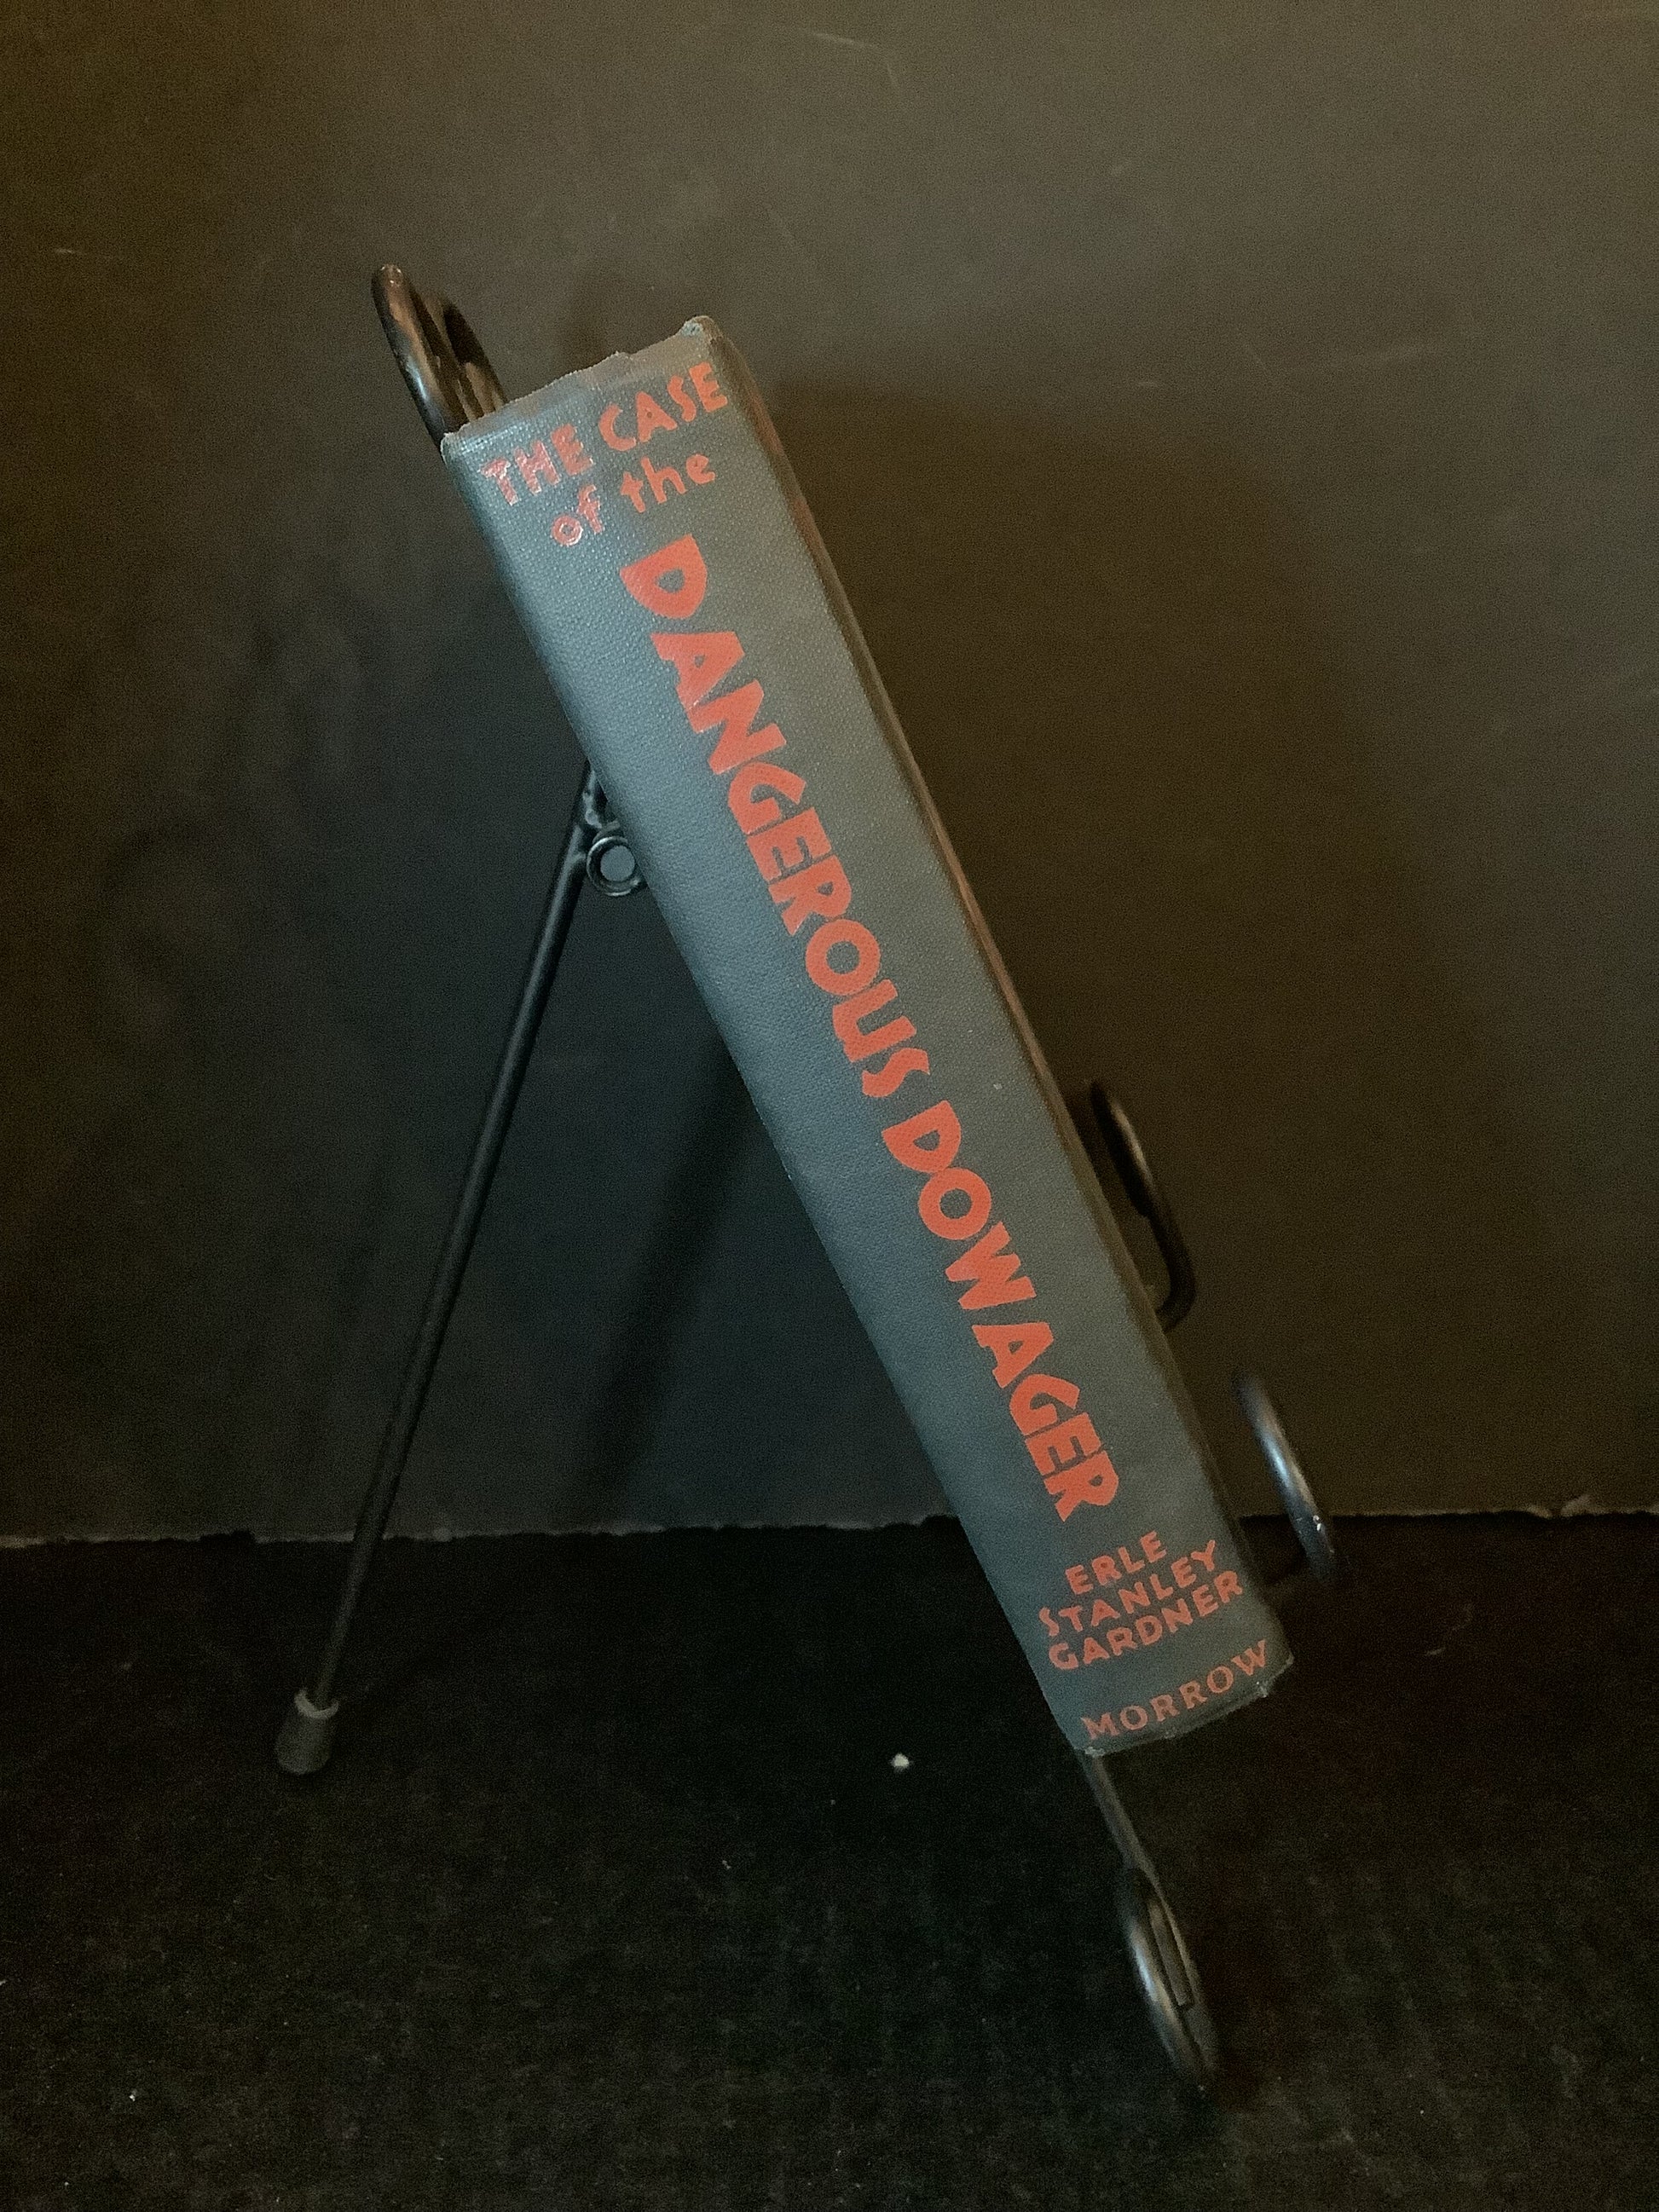 THE CASE
of the
DANGEROUS DOWAGER
ERLE
STANLEY
GARDNER
MORROW